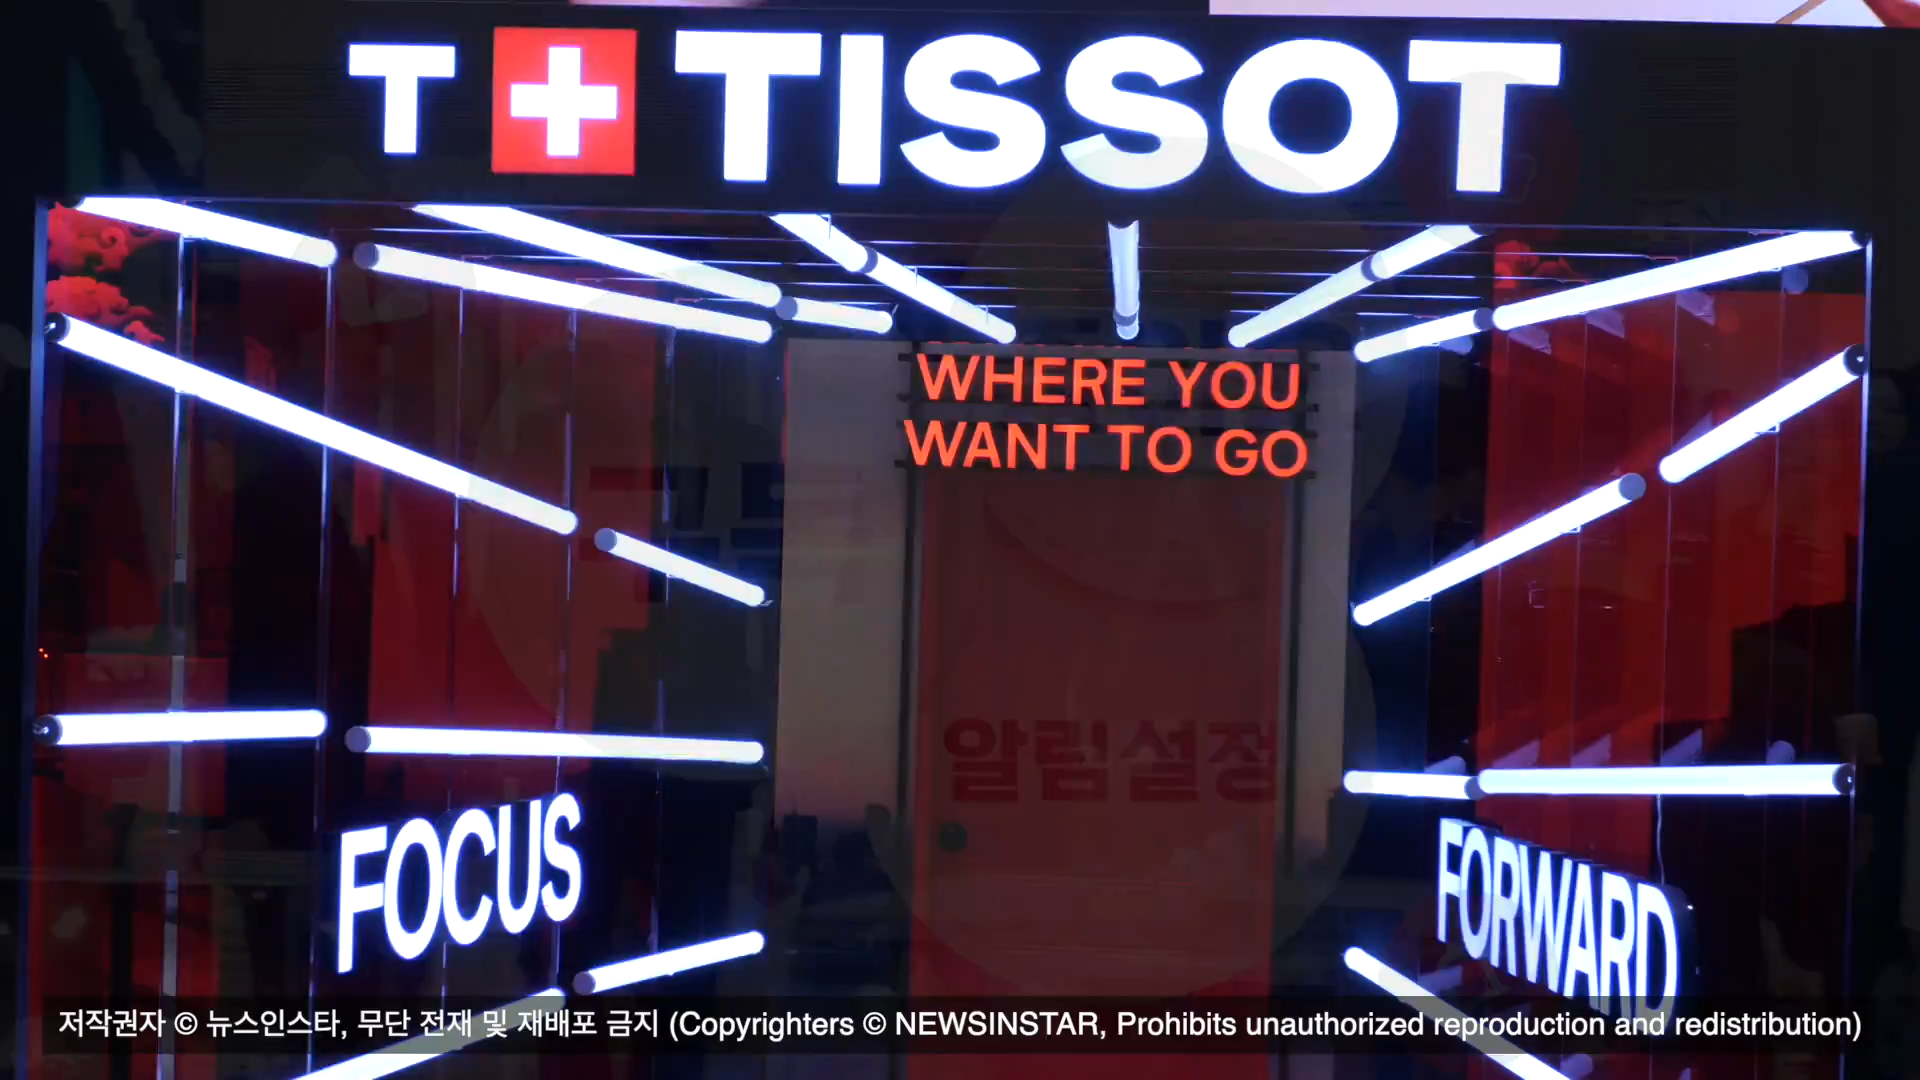 T+ TISSOT
WHERE YOU
WANT TO GO
알림설정
FOCUS
FORWARD
저작권자 © 뉴스인스타, 무단 전재 및 재배포 금지 (Copyrighters © NEWSINSTAR, Prohibits unauthorized reproduction and redistribution)